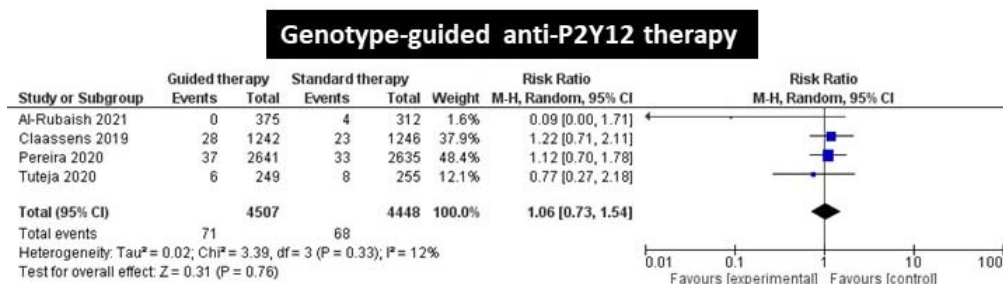 Genotype-guided anti-P2Y12 therapy
Guided therapy Standard therapy Risk Ratio Risk Ratio
Study or Subgroup Events Total Events Total Weight M-H, Random, 95% CI M-H, Random, 95% CI
Al-Rubaish 2021 0 375 4 312 1.6% 0.09 [0.00, 1.71]
Claassens 2019 28 1242 23 1246 37.9% 1.22 [0.71, 2.11]
Pereira 2020 37 2641 33 2635 48.4% 1.12 [0.70, 1.78]
Tuteja 2020 6 249 8 255 12.1% 0.77 [0.27, 2.18]
Total (95% CI) 4507 4448 100.0% 1.06 [0.73, 1.54]
Total events 71 68
Heterogeneity: Tau² = 0.02; Chi² = 3.39, df = 3 (P = 0.33); I² = 12%
Test for overall effect: Z = 0.31 (P = 0.76)
0.01 0.1 1 10 100
Favours [experimental] Favours [control]